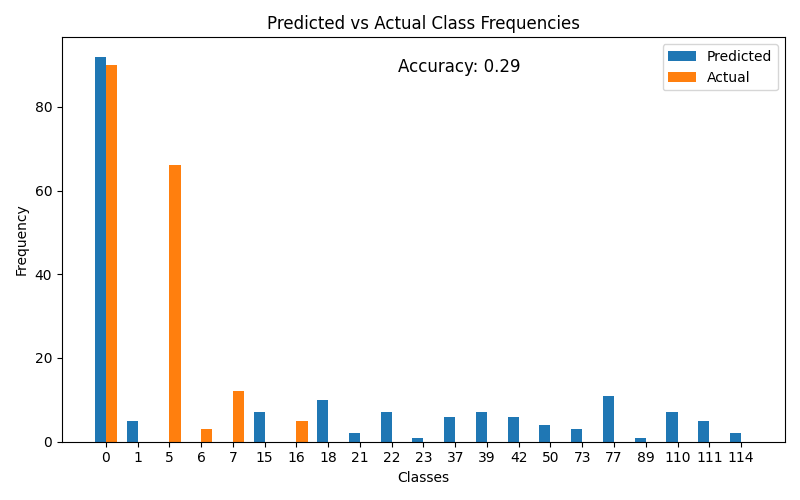 Predicted vs Actual Class Frequencies
Accuracy: 0.29
Predicted
Actual
Frequency
80
60
40
20
0
0 1 5 6 7 15 16 18 21 22 23 37 39 42 50 73 77 89 110 111 114
Classes